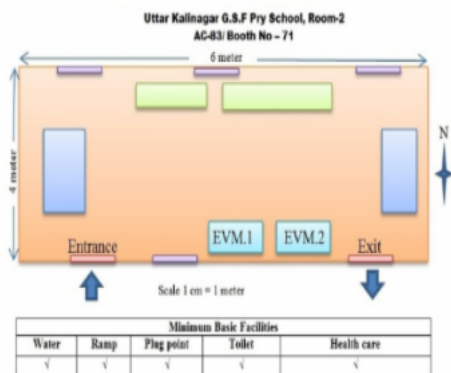 Uttar Kalinagar G.S.F Pry School, Room-2
AC-83/ Booth No – 71
6 meter
4 meter
N
EVM.1 EVM.2
Entrance Exit
Scale 1 cm = 1 meter
Minimum Basic Facilities
Water Ramp Plug point Toilet Health care
√ √ √ √ √